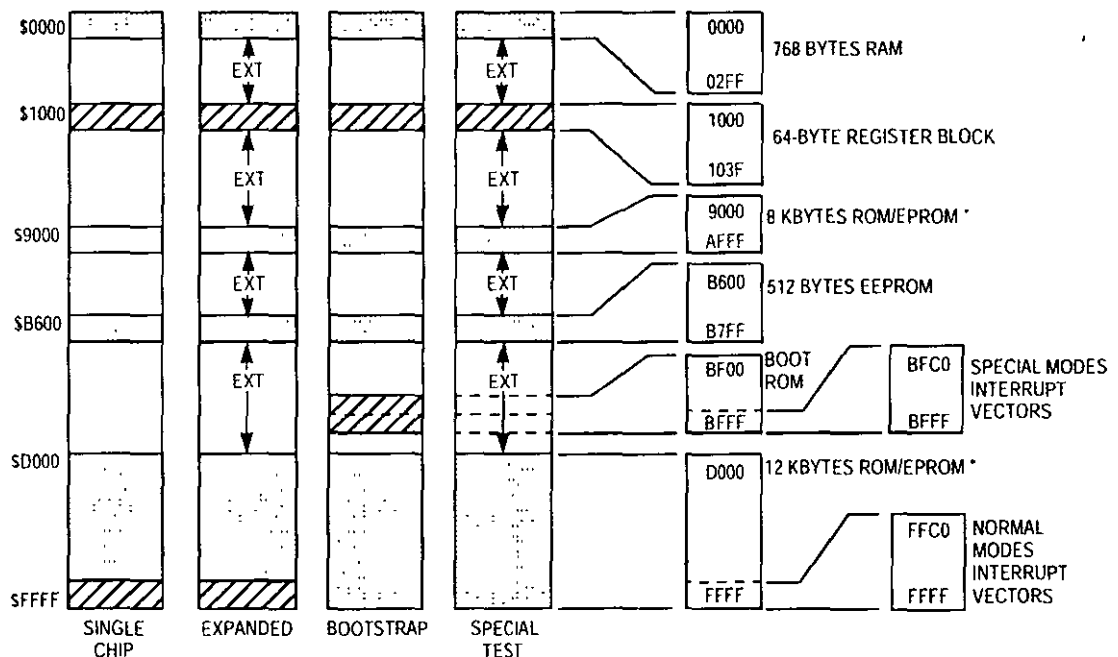 $0000
$1000
$9000
$B600
$D000
$FFFF
EXT
EXT
EXT
EXT
EXT
EXT
EXT
EXT
SINGLE
CHIP
EXPANDED
BOOTSTRAP
SPECIAL
TEST
0000
02FF
768 BYTES RAM
1000
103F
64-BYTE REGISTER BLOCK
9000
AFFF
8 KBYTES ROM/EPROM *
B600
B7FF
512 BYTES EEPROM
BF00
BFFF
BOOT
ROM
BFC0
BFFF
SPECIAL MODES
INTERRUPT
VECTORS
D000
FFFF
12 KBYTES ROM/EPROM *
FFC0
FFFF
NORMAL
MODES
INTERRUPT
VECTORS